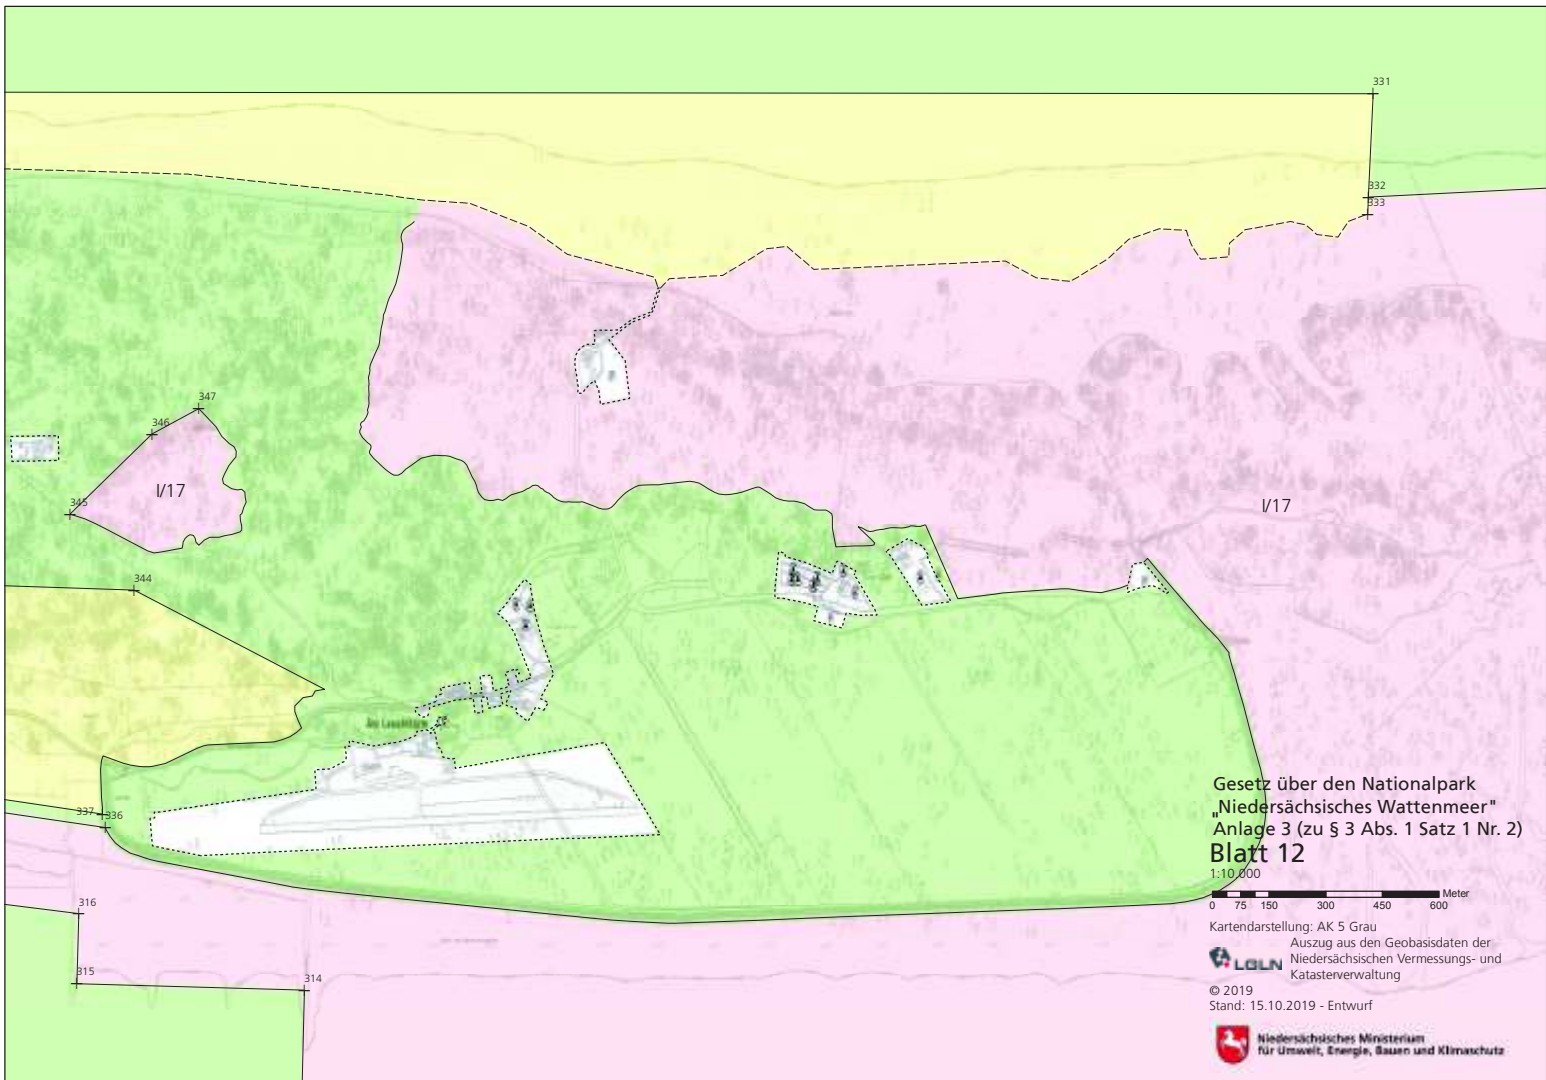 331
332
333
347
346
I/17
345
I/17
344
Am Leuchtturm
337
336
316
315
314
Gesetz über den Nationalpark
"Niedersächsisches Wattenmeer"
Anlage 3 (zu § 3 Abs. 1 Satz 1 Nr. 2)
Blatt 12
1:10 000
Meter
0 75 150 300 450 600
Kartendarstellung: AK 5 Grau
LGLN
Auszug aus den Geobasisdaten der
Niedersächsischen Vermessungs- und
Katasterverwaltung
© 2019
Stand: 15.10.2019 - Entwurf
Niedersächsisches Ministerium
für Umwelt, Energie, Bauen und Klimaschutz